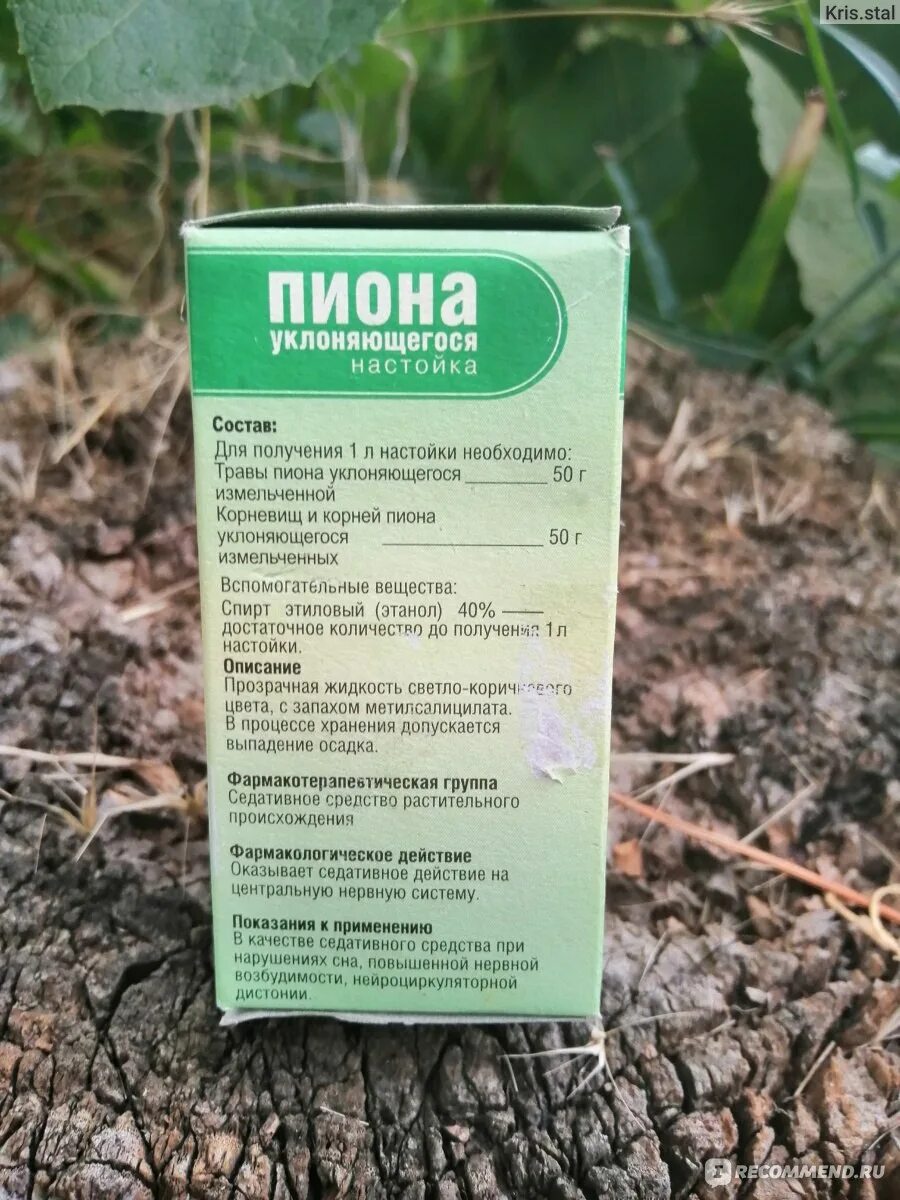 Kris.stal
ПИОНА
УКЛОНЯЮЩЕГОСЯ
НАСТОЙКА
Состав:
Для получения 1 л настойки необходимо:
Травы пиона уклоняющегося ________ 50 г
измельченной
Корневищ и корней пиона
уклоняющегося ________________ 50 г
измельченных
Вспомогательные вещества:
Спирт этиловый (этанол) 40% ——
достаточное количество до получения 1 л
настойки.
Описание
Прозрачная жидкость светло-коричневого
цвета, с запахом метилсалицилата.
В процессе хранения допускается
выпадение осадка.
Фармакотерапевтическая группа
Седативное средство растительного
происхождения
Фармакологическое действие
Оказывает седативное действие на
центральную нервную систему.
Показания к применению
В качестве седативного средства при
нарушениях сна, повышенной нервной
возбудимости, нейроциркуляторной
дистонии.
RECOMMEND.RU